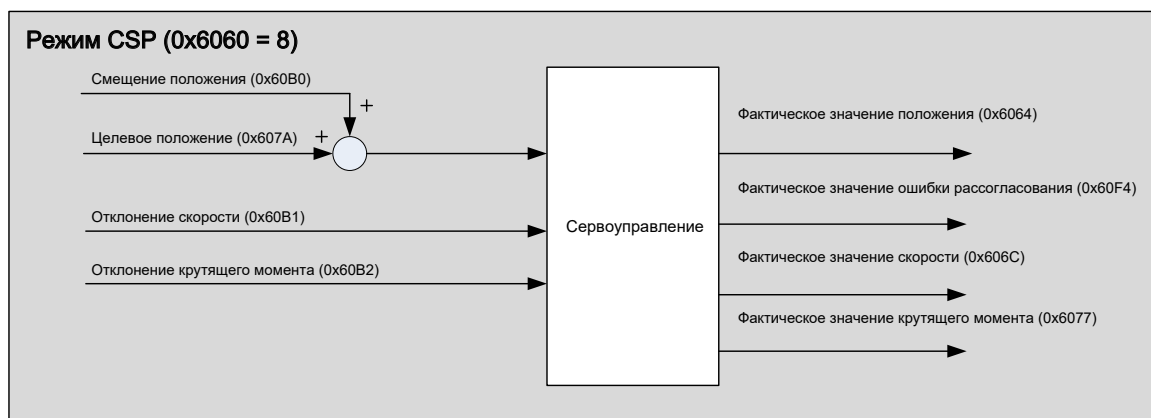 Режим CSP (0x6060 = 8)
Смещение положения (0x60B0)
+
Целевое положение (0x607A)
+
Отклонение скорости (0x60B1)
Отклонение крутящего момента (0x60B2)
Сервоуправление
Фактическое значение положения (0x6064)
Фактическое значение ошибки рассогласования (0x60F4)
Фактическое значение скорости (0x606C)
Фактическое значение крутящего момента (0x6077)